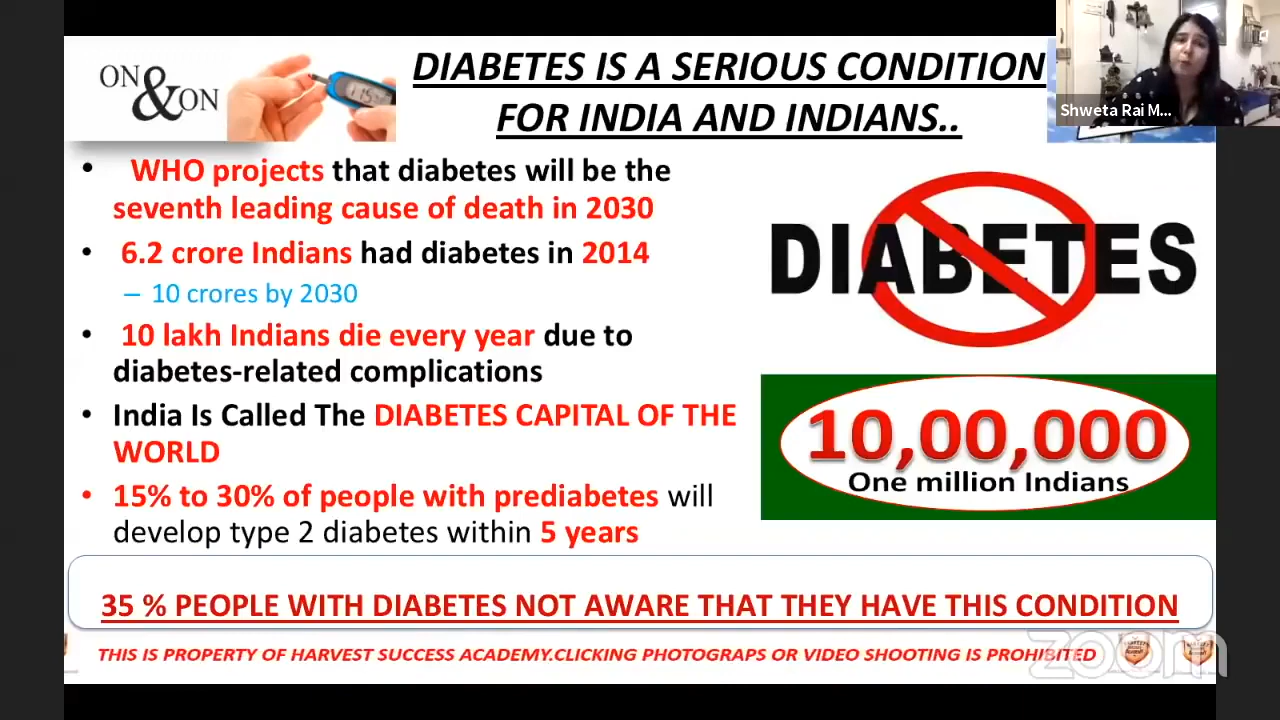 ON & ON
DIABETES IS A SERIOUS CONDITION
FOR INDIA AND INDIANS..
Shweta Rai M...
• WHO projects that diabetes will be the
seventh leading cause of death in 2030
• 6.2 crore Indians had diabetes in 2014
– 10 crores by 2030
• 10 lakh Indians die every year due to
diabetes-related complications
• India Is Called The DIABETES CAPITAL OF THE
WORLD
• 15% to 30% of people with prediabetes will
develop type 2 diabetes within 5 years
DIABETES
10,00,000
One million Indians
35 % PEOPLE WITH DIABETES NOT AWARE THAT THEY HAVE THIS CONDITION
THIS IS PROPERTY OF HARVEST SUCCESS ACADEMY.CLICKING PHOTOGRAPS OR VIDEO SHOOTING IS PROHIBITED
zoom